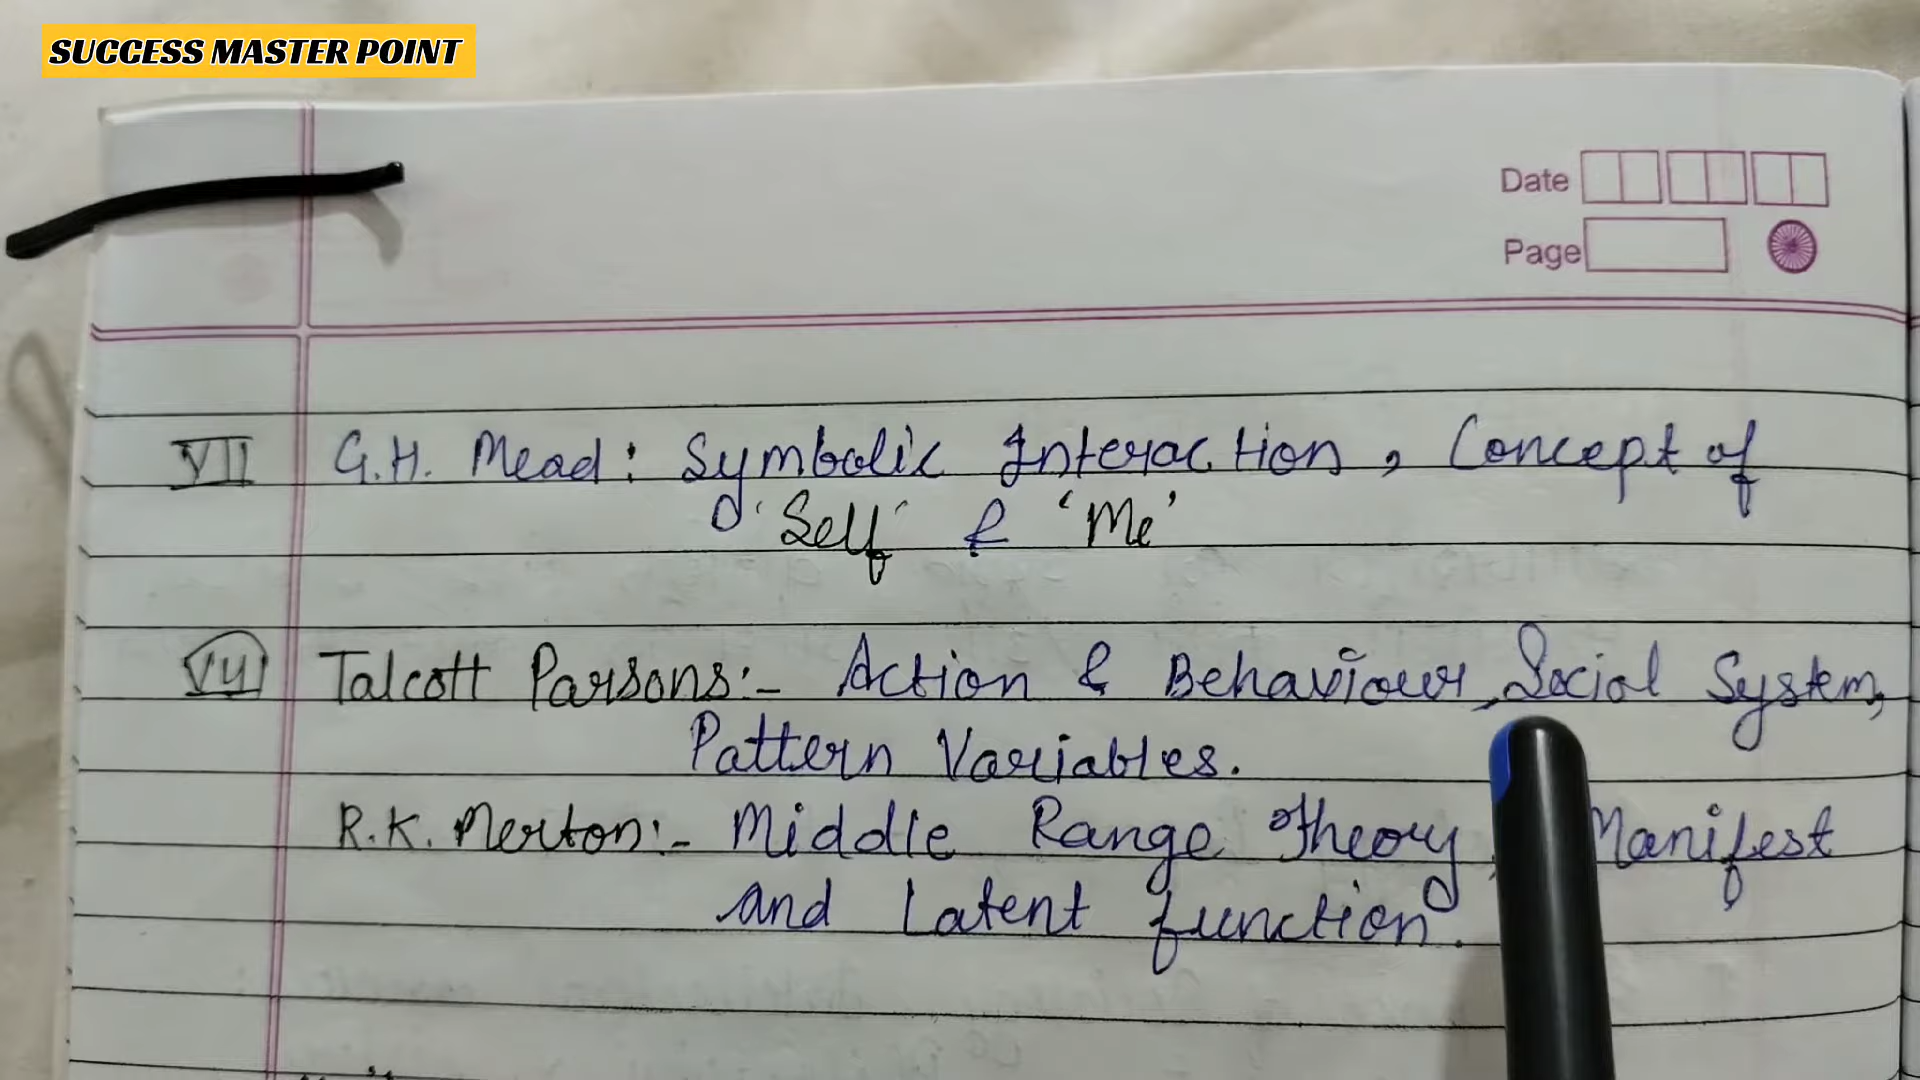 SUCCESS MASTER POINT
Date
Page
VII G.H. Mead: Symbolic Interaction, Concept of
'Self' & 'Me'
Talcott Parsons:- Action & Behaviour, Social System,
Pattern Variables.
R.K. Merton:- Middle Range Theory, Manifest
and Latent function.